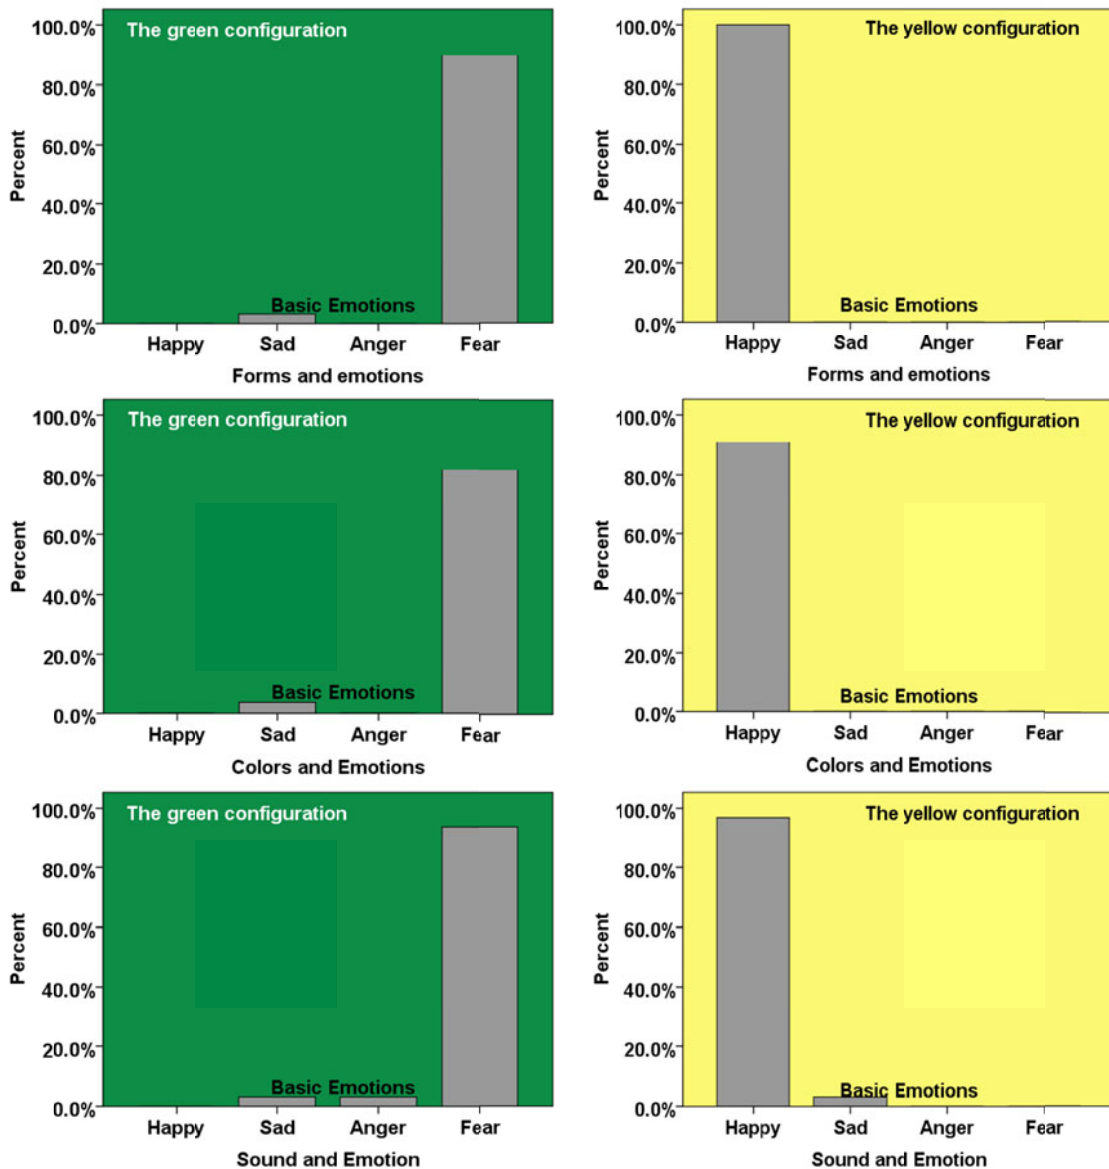 The green configuration
100.0%
80.0%
60.0%
40.0%
20.0%
0.0%
Percent
Basic Emotions
Happy Sad Anger Fear
Forms and emotions
The yellow configuration
100.0%
80.0%
60.0%
40.0%
20.0%
0.0%
Percent
Basic Emotions
Happy Sad Anger Fear
Forms and emotions
The green configuration
100.0%
80.0%
60.0%
40.0%
20.0%
0.0%
Percent
Basic Emotions
Happy Sad Anger Fear
Colors and Emotions
The yellow configuration
100.0%
80.0%
60.0%
40.0%
20.0%
0.0%
Percent
Basic Emotions
Happy Sad Anger Fear
Colors and Emotions
The green configuration
100.0%
80.0%
60.0%
40.0%
20.0%
0.0%
Percent
Basic Emotions
Happy Sad Anger Fear
Sound and Emotion
The yellow configuration
100.0%
80.0%
60.0%
40.0%
20.0%
0.0%
Percent
Basic Emotions
Happy Sad Anger Fear
Sound and Emotion